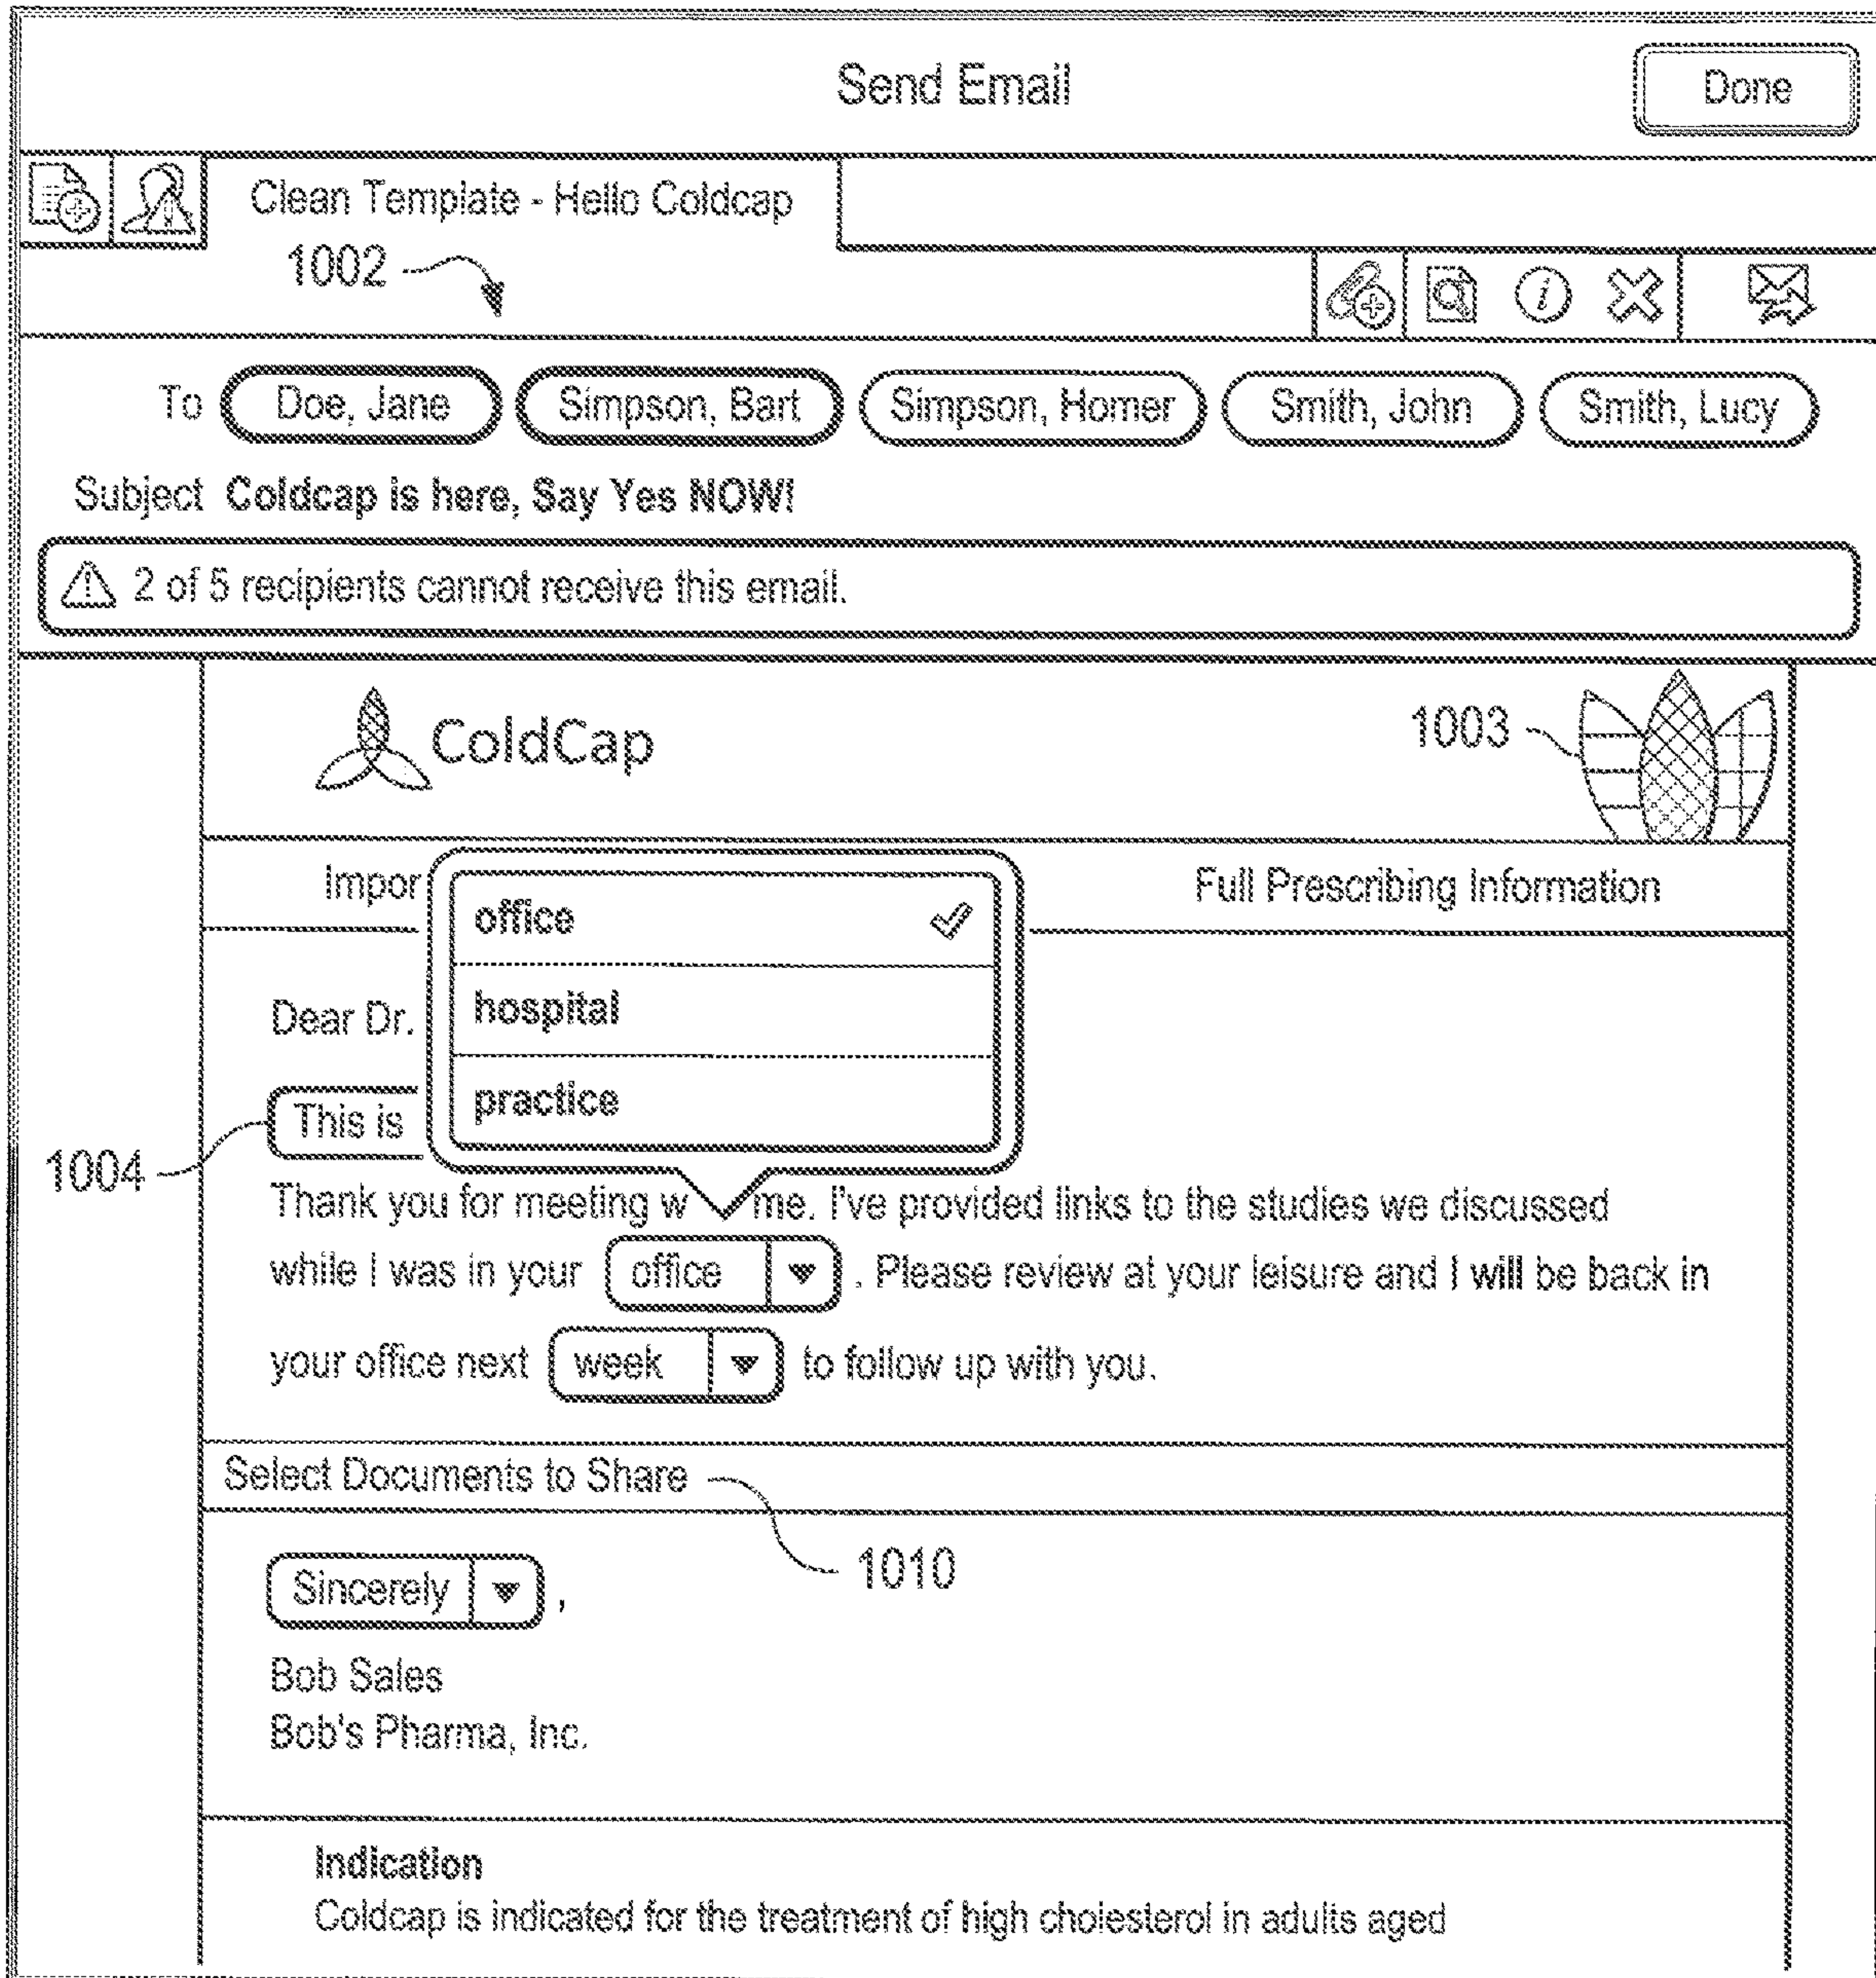 Send Email
Done
Clean Template - Hello Coldcap
1002
To Doe, Jane Simpson, Bart Simpson, Homer Smith, John Smith, Lucy
Subject Coldcap is here, Say Yes NOW!
2 of 5 recipients cannot receive this email.
ColdCap
1003
Impor
Full Prescribing Information
office
hospital
practice
Dear Dr.
This is
1004
Thank you for meeting w me. I've provided links to the studies we discussed
while I was in your office . Please review at your leisure and I will be back in
your office next week to follow up with you.
Select Documents to Share
1010
Sincerely ,
Bob Sales
Bob's Pharma, Inc.
Indication
Coldcap is indicated for the treatment of high cholesterol in adults aged